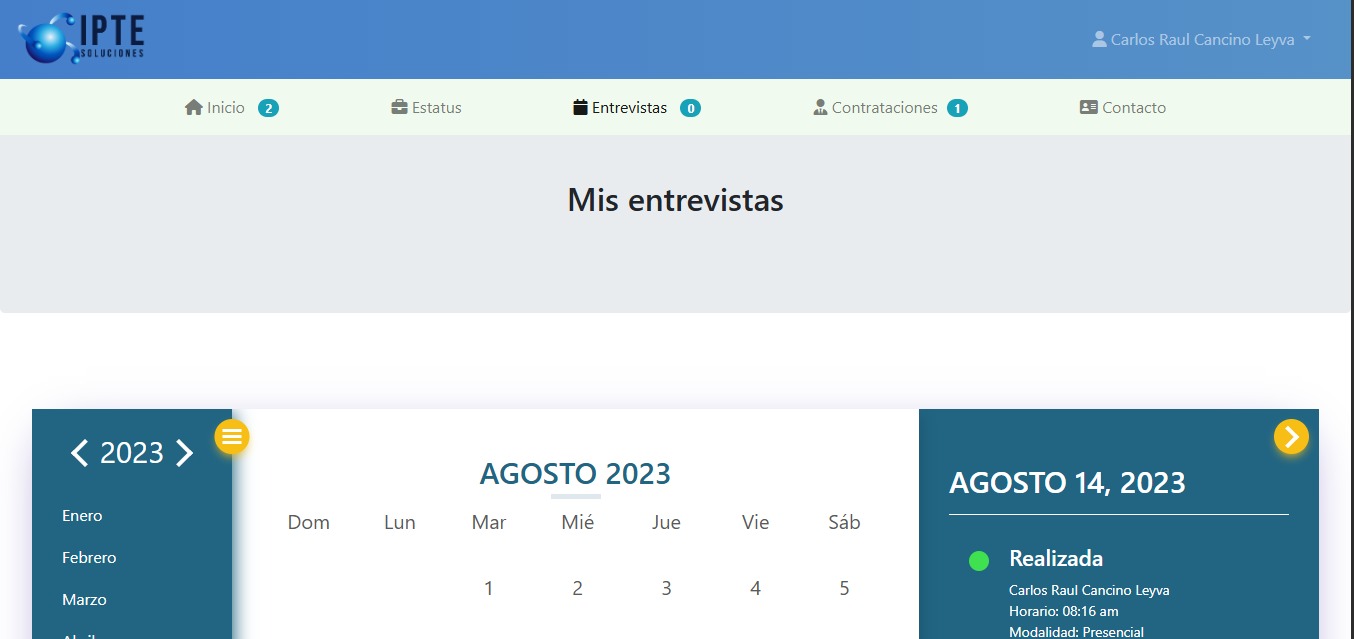 IPTE
SOLUCIONES
Carlos Raul Cancino Leyva
Inicio 2
Estatus
Entrevistas 0
Contrataciones 1
Contacto
Mis entrevistas
2023
Enero
Febrero
Marzo
Abril
AGOSTO 2023
Dom Lun Mar Mié Jue Vie Sáb
1 2 3 4 5
AGOSTO 14, 2023
Realizada
Carlos Raul Cancino Leyva
Horario: 08:16 am
Modalidad: Presencial